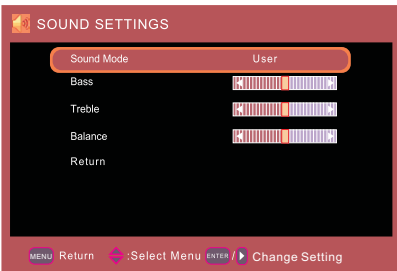 SOUND SETTINGS
Sound Mode User
Bass
Treble
Balance
Return
MENU Return :Select Menu ENTER / Change Setting